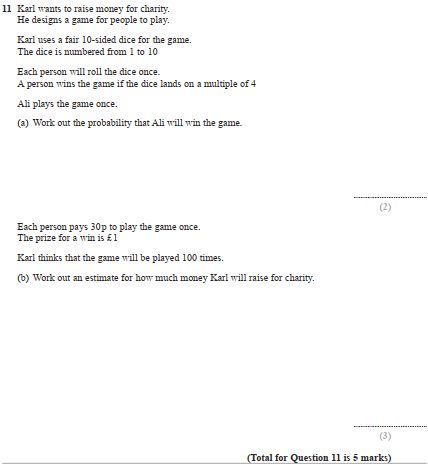 11 Karl wants to raise money for charity.
He designs a game for people to play.
Karl uses a fair 10-sided dice for the game.
The dice is numbered from 1 to 10
Each person will roll the dice once.
A person wins the game if the dice lands on a multiple of 4
Ali plays the game once.
(a) Work out the probability that Ali will win the game.
(2)
Each person pays 30p to play the game once.
The prize for a win is £1
Karl thinks that the game will be played 100 times.
(b) Work out an estimate for how much money Karl will raise for charity.
(3)
(Total for Question 11 is 5 marks)